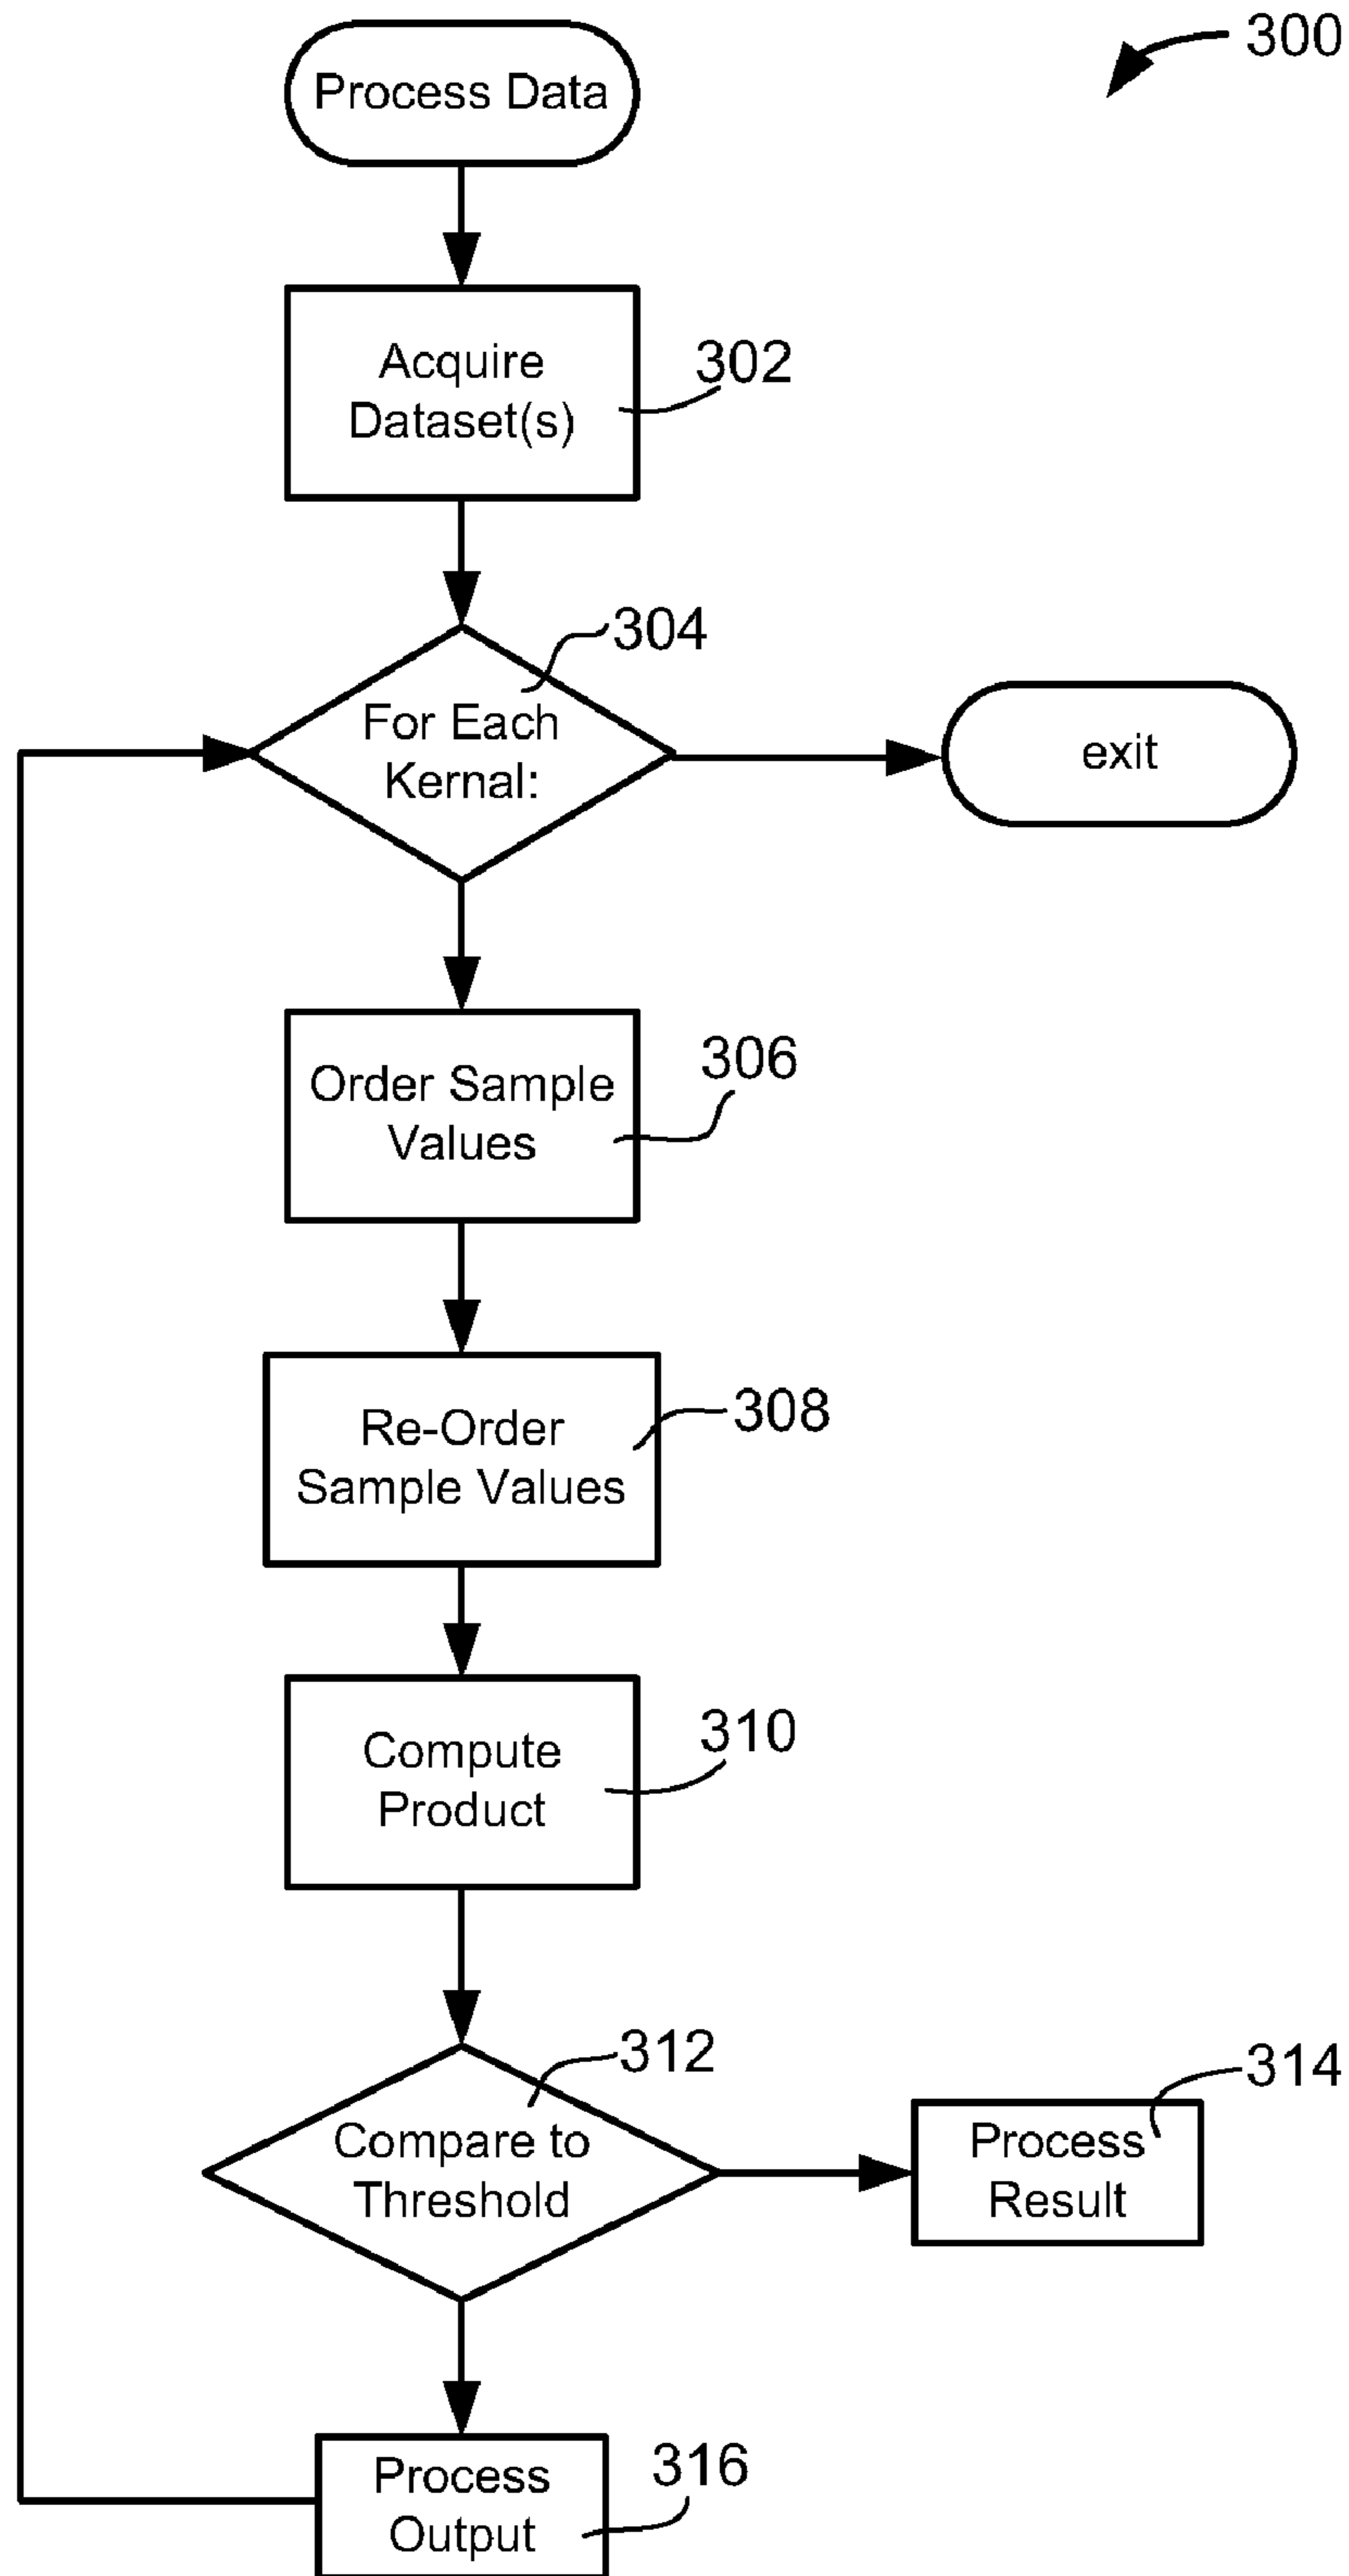 300
Process Data
Acquire
Dataset(s)
302
304
For Each
Kernal:
exit
Order Sample
Values
306
Re-Order
Sample Values
308
Compute
Product
310
312
Compare to
Threshold
314
Process
Result
Process
Output
316